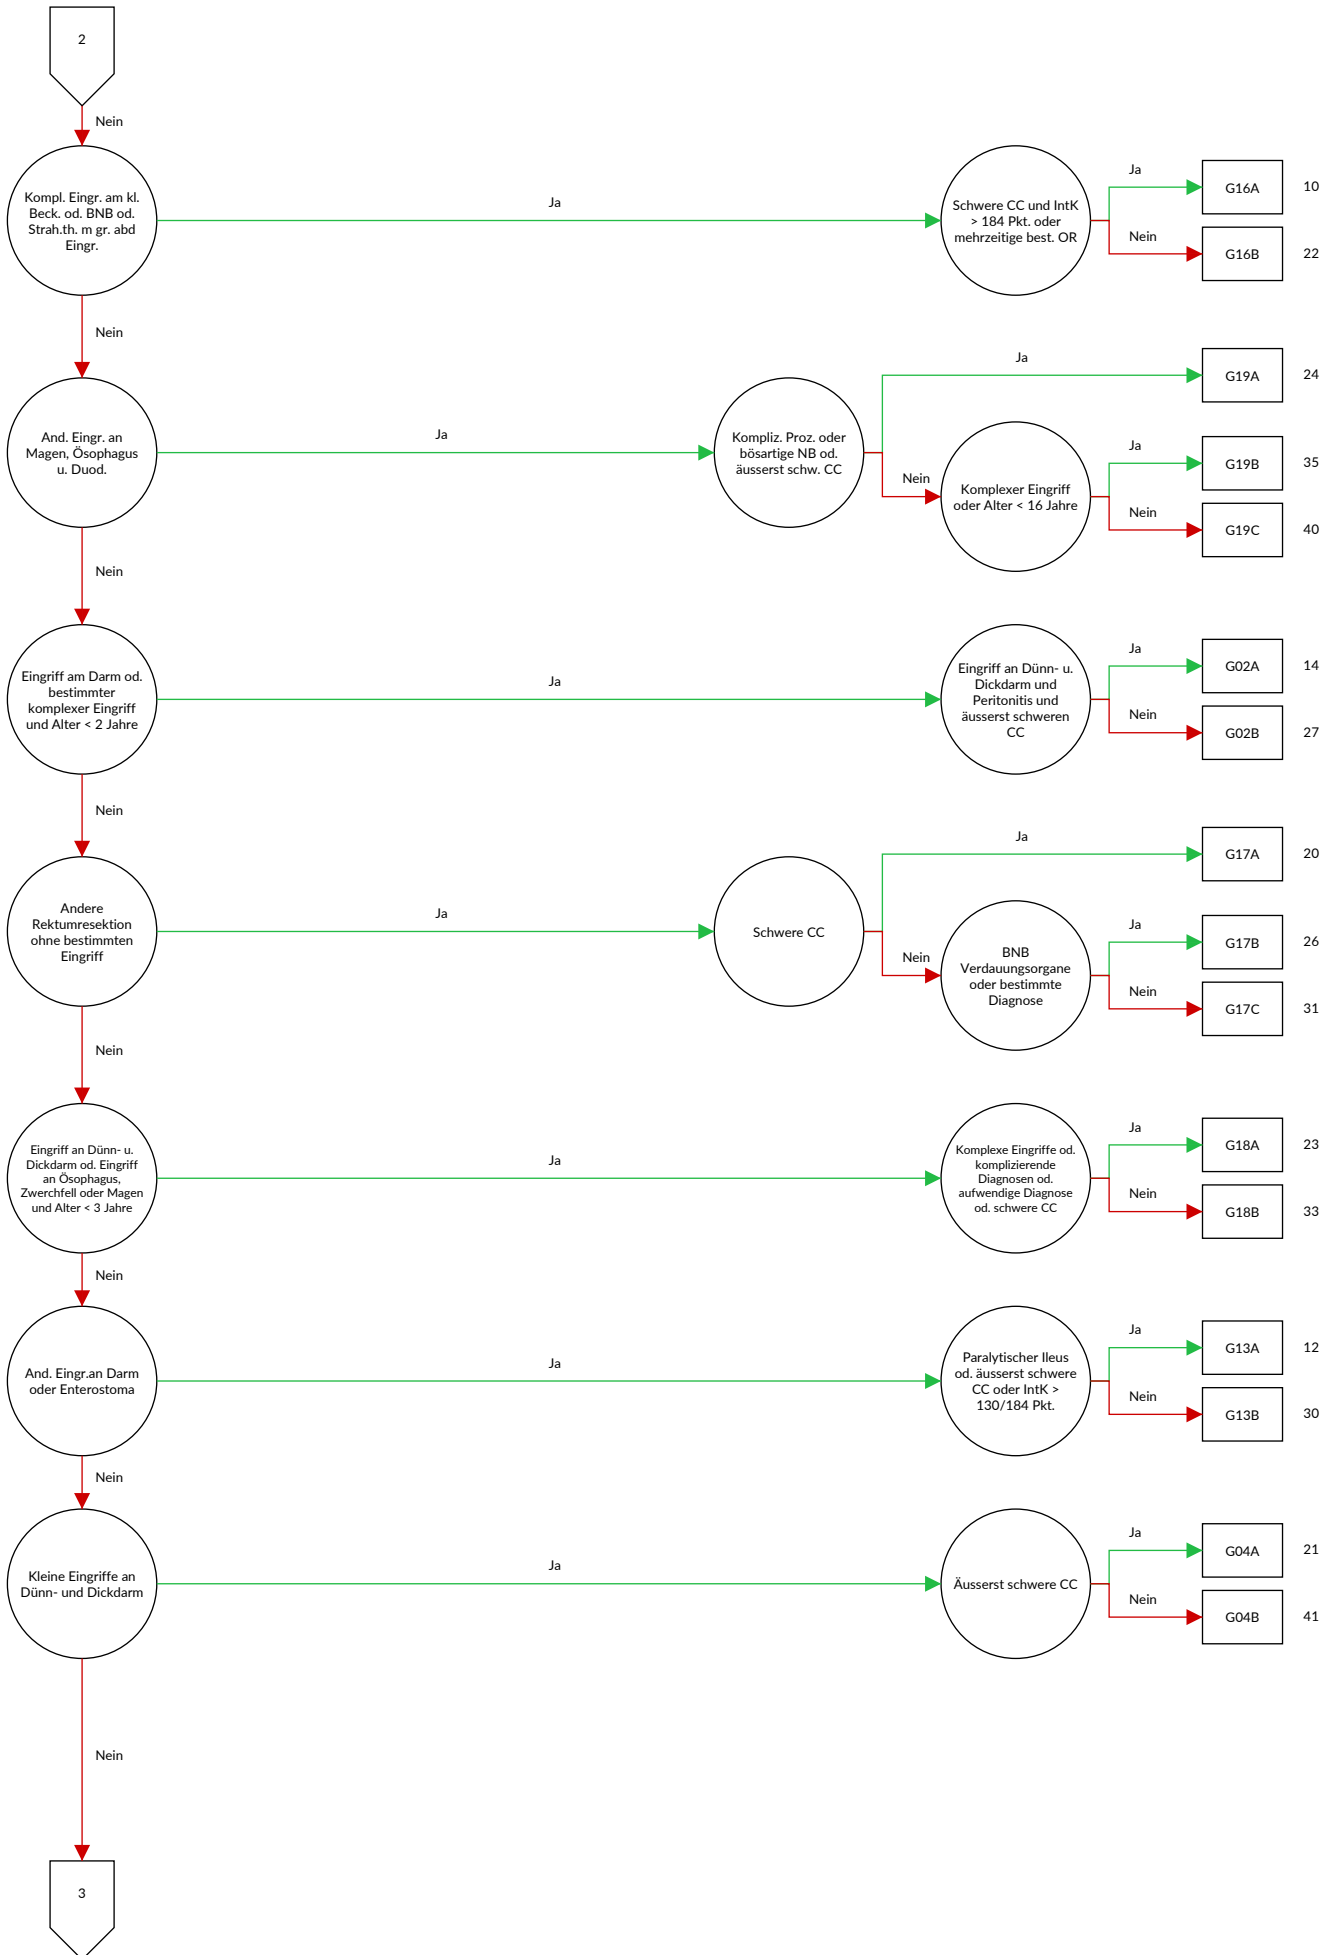 2
Nein
Kompl. Eingr. am kl.
Beck. od. BNB od.
Strah.th. m gr. abd
Eingr.
Ja
Schwere CC und IntK
> 184 Pkt. oder
mehrzeitige best. OR
Ja
G16A
10
Nein
G16B
22
Nein
And. Eingr. an
Magen, Ösophagus
u. Duod.
Ja
Kompliz. Proz. oder
bösartige NB od.
äusserst schw. CC
Ja
G19A
24
Nein
Komplexer Eingriff
oder Alter < 16 Jahre
Ja
G19B
35
Nein
G19C
40
Nein
Eingriff am Darm od.
bestimmter
komplexer Eingriff
und Alter < 2 Jahre
Ja
Eingriff an Dünn- u.
Dickdarm und
Peritonitis und
äusserst schweren
CC
Ja
G02A
14
Nein
G02B
27
Nein
Andere
Rektumresektion
ohne bestimmten
Eingriff
Ja
Schwere CC
Ja
G17A
20
Nein
BNB
Verdauungsorgane
oder bestimmte
Diagnose
Ja
G17B
26
Nein
G17C
31
Nein
Eingriff an Dünn- u.
Dickdarm od. Eingriff
an Ösophagus,
Zwerchfell oder Magen
und Alter < 3 Jahre
Ja
Komplexe Eingriffe od.
komplizierende
Diagnosen od.
aufwendige Diagnose
od. schwere CC
Ja
G18A
23
Nein
G18B
33
Nein
And. Eingr.an Darm
oder Enterostoma
Ja
Paralytischer Ileus
od. äusserst schwere
CC oder IntK >
130/184 Pkt.
Ja
G13A
12
Nein
G13B
30
Nein
Kleine Eingriffe an
Dünn- und Dickdarm
Ja
Äusserst schwere CC
Ja
G04A
21
Nein
G04B
41
Nein
3